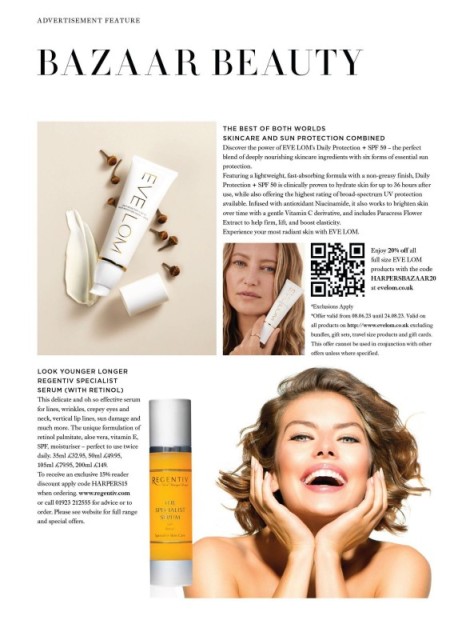 ADVERTISEMENT FEATURE
BAZAAR BEAUTY
THE BEST OF BOTH WORLDS
SKINCARE AND SUN PROTECTION COMBINED
Discover the power of EVE LOM's Daily Protection + SPF 50 – the perfect
blend of deeply nourishing skincare ingredients with six forms of essential sun
protection.
Featuring a lightweight, fast-absorbing formula with a non-greasy finish, Daily
Protection + SPF 50 is clinically proven to hydrate skin for up to 36 hours after
use, while also offering the highest rating of broad-spectrum UV protection
available. Infused with antioxidant Niacinamide, it also works to brighten skin
over time with a gentle Vitamin C derivative, and includes Paracress Flower
Extract to help firm, lift, and boost elasticity.
Experience your most radiant skin with EVE LOM.
EVE LOM
Enjoy 20% off all
full size EVE LOM
products with the code
HARPERSBAZAAR20
at evelom.co.uk
*Exclusions Apply
*Offer valid from 08.06.23 until 24.08.23. Valid on
all products on http://www.evelom.co.uk excluding
bundles, gift sets, travel size products and gift cards.
This offer cannot be used in conjunction with other
offers unless where specified.
LOOK YOUNGER LONGER
REGENTIV SPECIALIST
SERUM (WITH RETINOL)
This delicate and oh so effective serum
for lines, wrinkles, crepey eyes and
neck, vertical lip lines, sun damage and
much more. The unique formulation of
retinol palmitate, aloe vera, vitamin E,
SPF, moisturiser – perfect to use twice
daily. 35ml £32.95, 50ml £49.95,
105ml £79.95, 200ml £149.
To receive an exclusive 15% reader
discount apply code HARPERS15
when ordering. www.regentiv.com
or call 01923 212555 for advice or to
order. Please see website for full range
and special offers.
REGENTIV
THE
SPECIALIST
SERUM